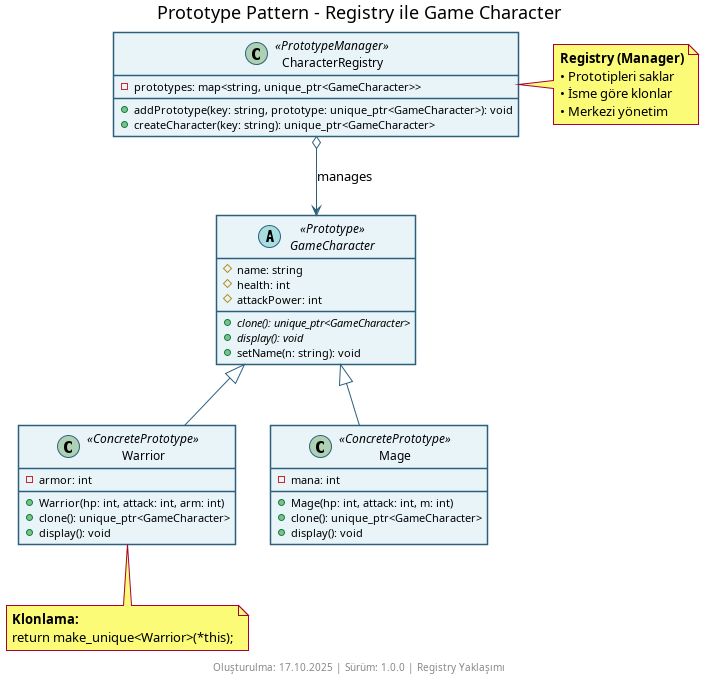 Prototype Pattern - Registry ile Game Character
C
«PrototypeManager»
CharacterRegistry
prototypes: map<string, unique_ptr<GameCharacter>>
addPrototype(key: string, prototype: unique_ptr<GameCharacter>): void
createCharacter(key: string): unique_ptr<GameCharacter>
Registry (Manager)
• Prototipleri saklar
• İsme göre klonlar
• Merkezi yönetim
manages
A
«Prototype»
GameCharacter
name: string
health: int
attackPower: int
clone(): unique_ptr<GameCharacter>
display(): void
setName(n: string): void
C
«ConcretePrototype»
Warrior
armor: int
Warrior(hp: int, attack: int, arm: int)
clone(): unique_ptr<GameCharacter>
display(): void
C
«ConcretePrototype»
Mage
mana: int
Mage(hp: int, attack: int, m: int)
clone(): unique_ptr<GameCharacter>
display(): void
Klonlama:
return make_unique<Warrior>(*this);
Oluşturulma: 17.10.2025 | Sürüm: 1.0.0 | Registry Yaklaşımı